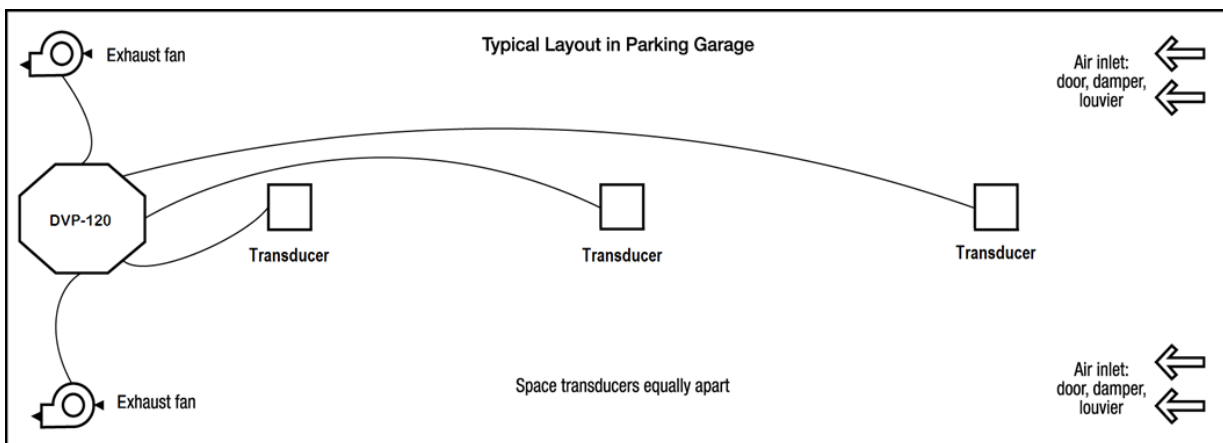 Typical Layout in Parking Garage
Exhaust fan
Air inlet:
door, damper,
louvier
DVP-120
Transducer
Transducer
Transducer
Space transducers equally apart
Exhaust fan
Air inlet:
door, damper,
louvier